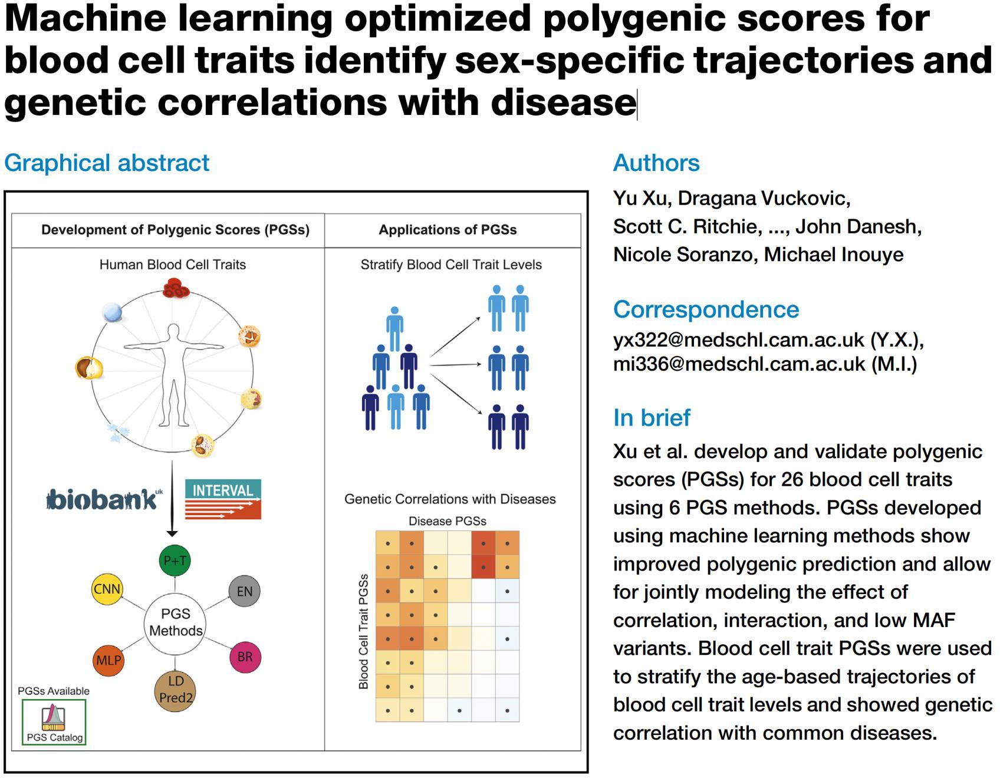 Machine learning optimized polygenic scores for
blood cell traits identify sex-specific trajectories and
genetic correlations with disease
Graphical abstract
Development of Polygenic Scores (PGSs)
Human Blood Cell Traits
biobank uk
INTERVAL
P+T
CNN
EN
PGS
Methods
MLP
BR
LD
Pred2
PGSs Available
PGS Catalog
Applications of PGSs
Stratify Blood Cell Trait Levels
Genetic Correlations with Diseases
Disease PGSs
Blood Cell Trait PGSs
Authors
Yu Xu, Dragana Vuckovic,
Scott C. Ritchie, ..., John Danesh,
Nicole Soranzo, Michael Inouye
Correspondence
yx322@medschl.cam.ac.uk (Y.X.),
mi336@medschl.cam.ac.uk (M.I.)
In brief
Xu et al. develop and validate polygenic
scores (PGSs) for 26 blood cell traits
using 6 PGS methods. PGSs developed
using machine learning methods show
improved polygenic prediction and allow
for jointly modeling the effect of
correlation, interaction, and low MAF
variants. Blood cell trait PGSs were used
to stratify the age-based trajectories of
blood cell trait levels and showed genetic
correlation with common diseases.